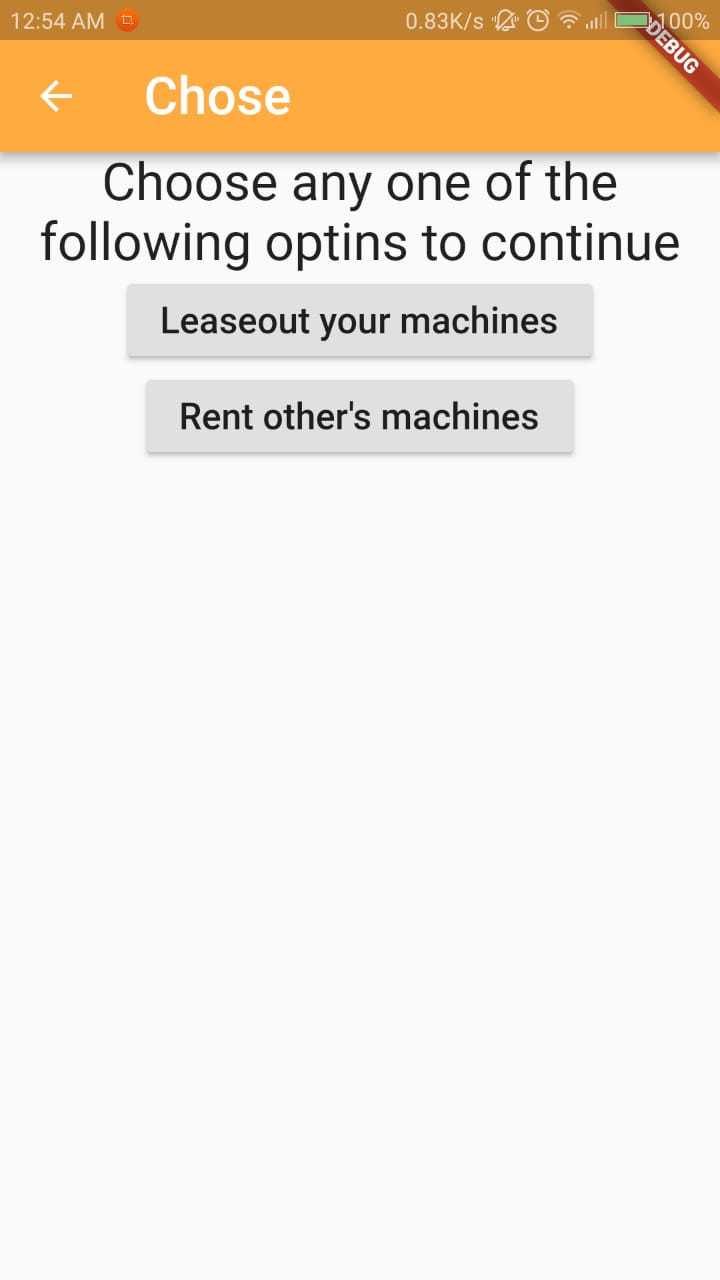 12:54 AM 0.83K/s 100%
DEBUG
Chose
Choose any one of the
following optins to continue
Leaseout your machines
Rent other's machines